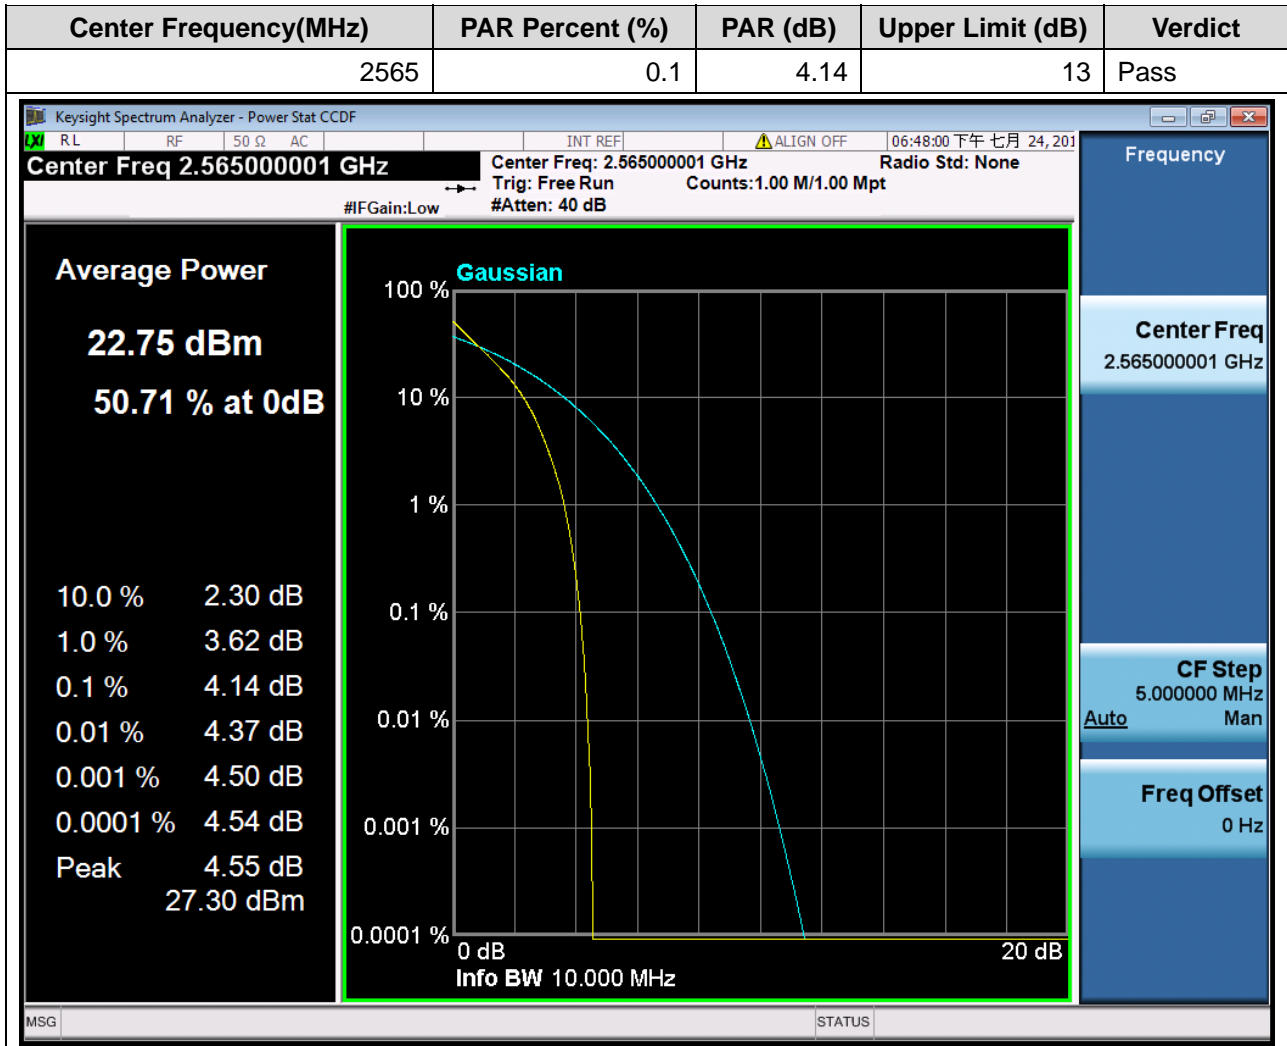 Center Frequency(MHz) PAR Percent (%) PAR (dB) Upper Limit (dB) Verdict
2565 0.1 4.14 13 Pass
Keysight Spectrum Analyzer - Power Stat CCDF
LXI RL RF 50 Ω AC INT REF ALIGN OFF 06:48:00 下午 七月 24, 201
Center Freq 2.565000001 GHz
#IFGain:Low
Center Freq: 2.565000001 GHz Radio Std: None
Trig: Free Run Counts:1.00 M/1.00 Mpt
#Atten: 40 dB
Frequency
Average Power
22.75 dBm
50.71 % at 0dB
10.0 % 2.30 dB
1.0 % 3.62 dB
0.1 % 4.14 dB
0.01 % 4.37 dB
0.001 % 4.50 dB
0.0001 % 4.54 dB
Peak 4.55 dB
27.30 dBm
Gaussian
100 %
10 %
1 %
0.1 %
0.01 %
0.001 %
0.0001 %
0 dB 20 dB
Info BW 10.000 MHz
Center Freq
2.565000001 GHz
CF Step
5.000000 MHz
Auto Man
Freq Offset
0 Hz
MSG STATUS